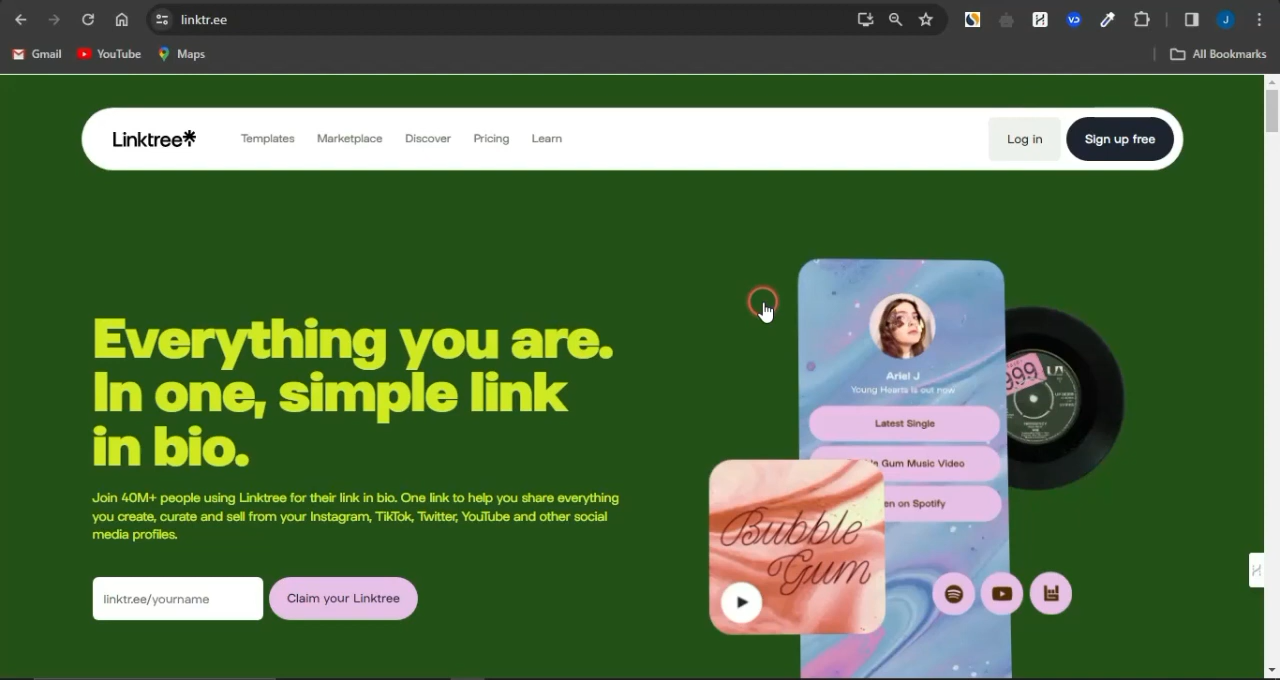 linktr.ee
J
Gmail
YouTube
Maps
All Bookmarks
Linktree
Templates
Marketplace
Discover
Pricing
Learn
Log in
Sign up free
Everything you are.
In one, simple link
in bio.
Join 40M+ people using Linktree for their link in bio. One link to help you share everything
you create, curate and sell from your Instagram, TikTok, Twitter, YouTube and other social
media profiles.
linktr.ee/yourname
Claim your Linktree
Ariel J
Young Hearts is out now
Latest Single
Gum Music Video
on Spotify
Bubble
Gum
999